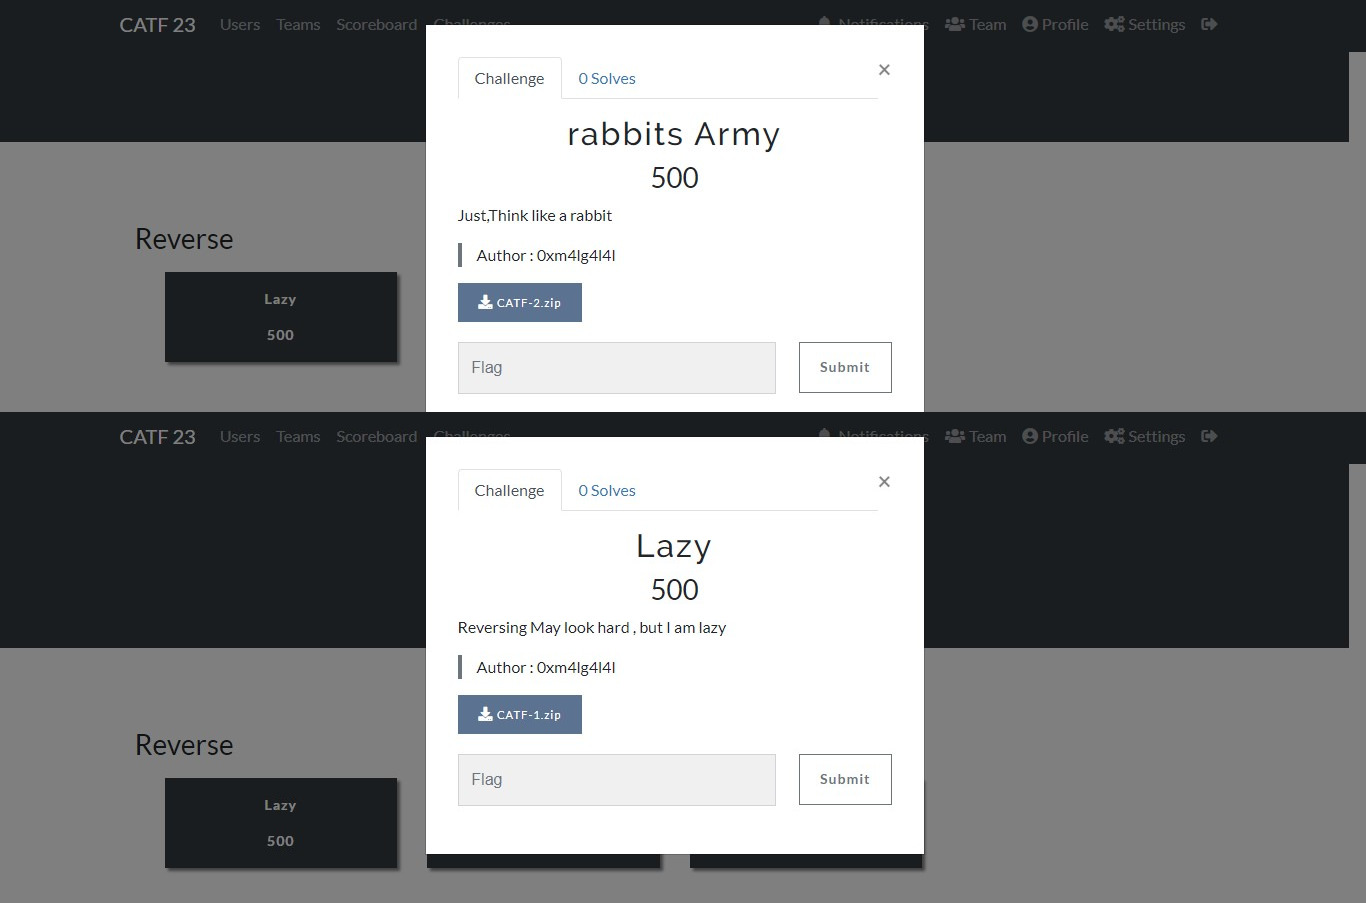 CATF 23 Users Teams Scoreboard Challenges Notifications Team Profile Settings
Challenge 0 Solves ×
rabbits Army
500
Just,Think like a rabbit
Reverse
Author : 0xm4lg4l4l
Lazy
500
CATF-2.zip
Flag Submit
CATF 23 Users Teams Scoreboard Challenges Notifications Team Profile Settings
Challenge 0 Solves ×
Lazy
500
Reversing May look hard , but I am lazy
Author : 0xm4lg4l4l
CATF-1.zip
Reverse
Flag Submit
Lazy
500